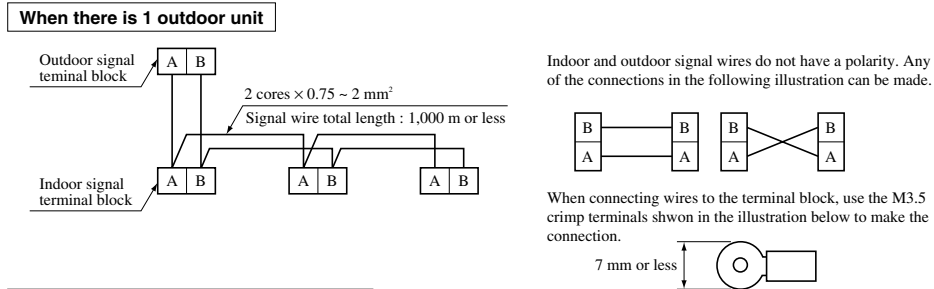 When there is 1 outdoor unit
Outdoor signal
teminal block
A B
2 cores × 0.75 ~ 2 mm²
Signal wire total length : 1,000 m or less
Indoor signal
terminal block
A B
A B
A B
Indoor and outdoor signal wires do not have a polarity. Any
of the connections in the following illustration can be made.
B B B B
A A A A
When connecting wires to the terminal block, use the M3.5
crimp terminals shwon in the illustration below to make the
connection.
7 mm or less